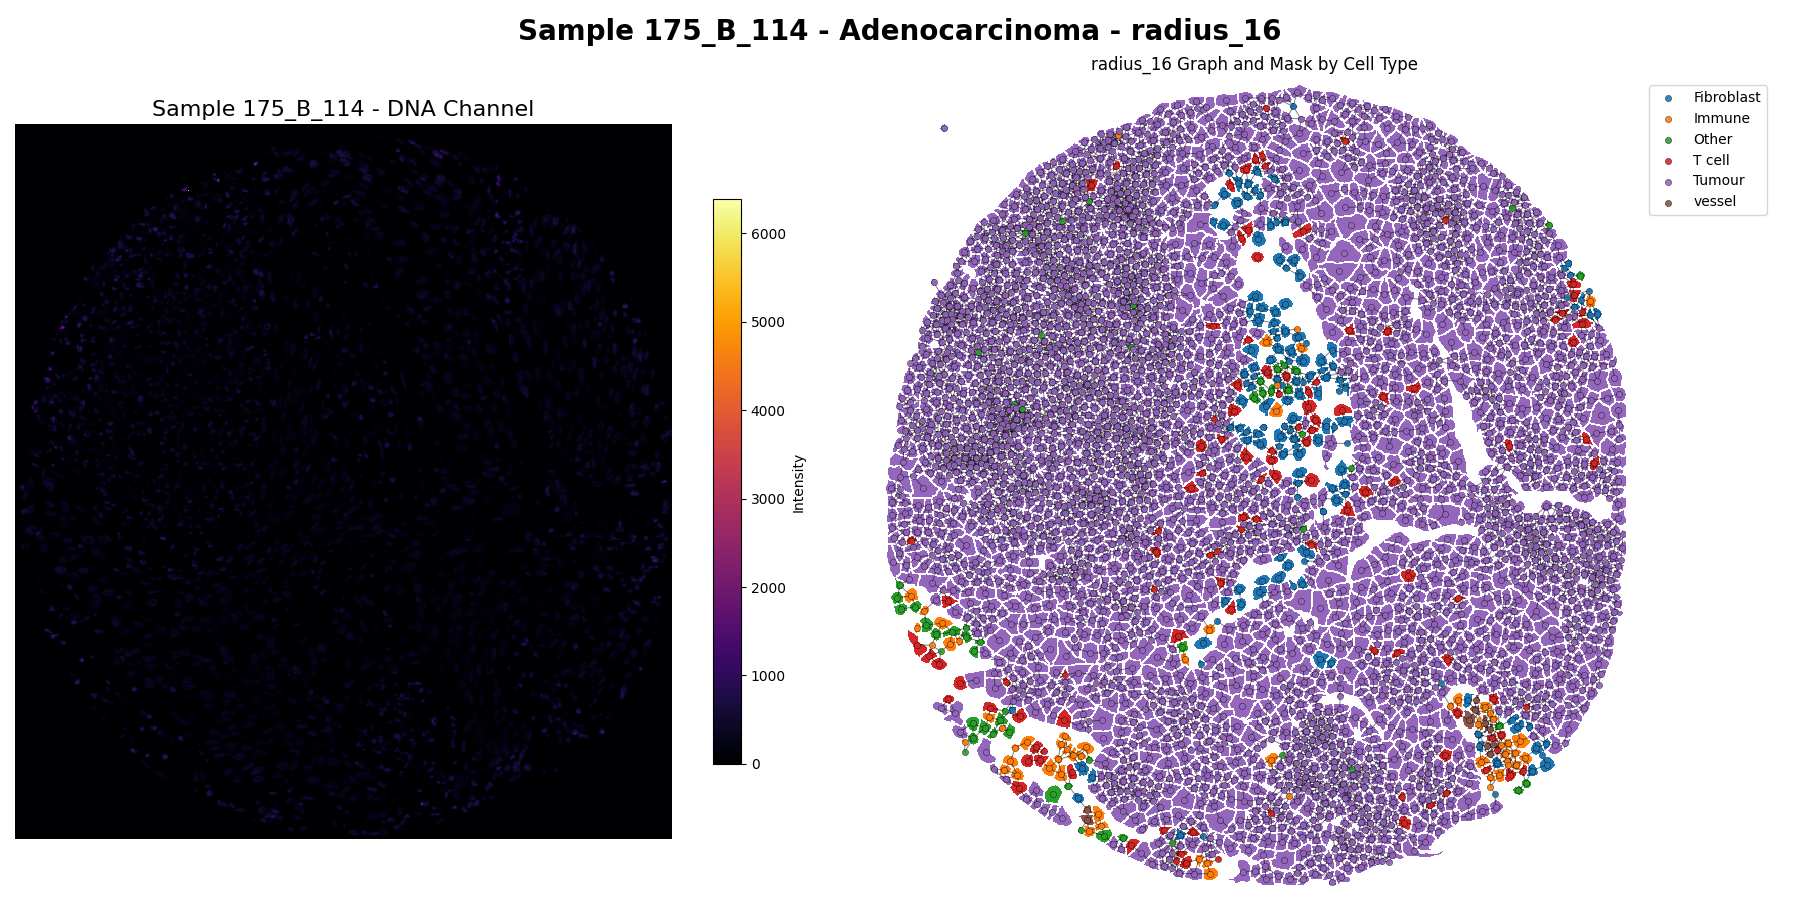 Sample 175_B_114 - Adenocarcinoma - radius_16
Sample 175_B_114 - DNA Channel
6000
5000
4000
3000
2000
1000
0
Intensity
radius_16 Graph and Mask by Cell Type
Fibroblast
Immune
Other
T cell
Tumour
vessel